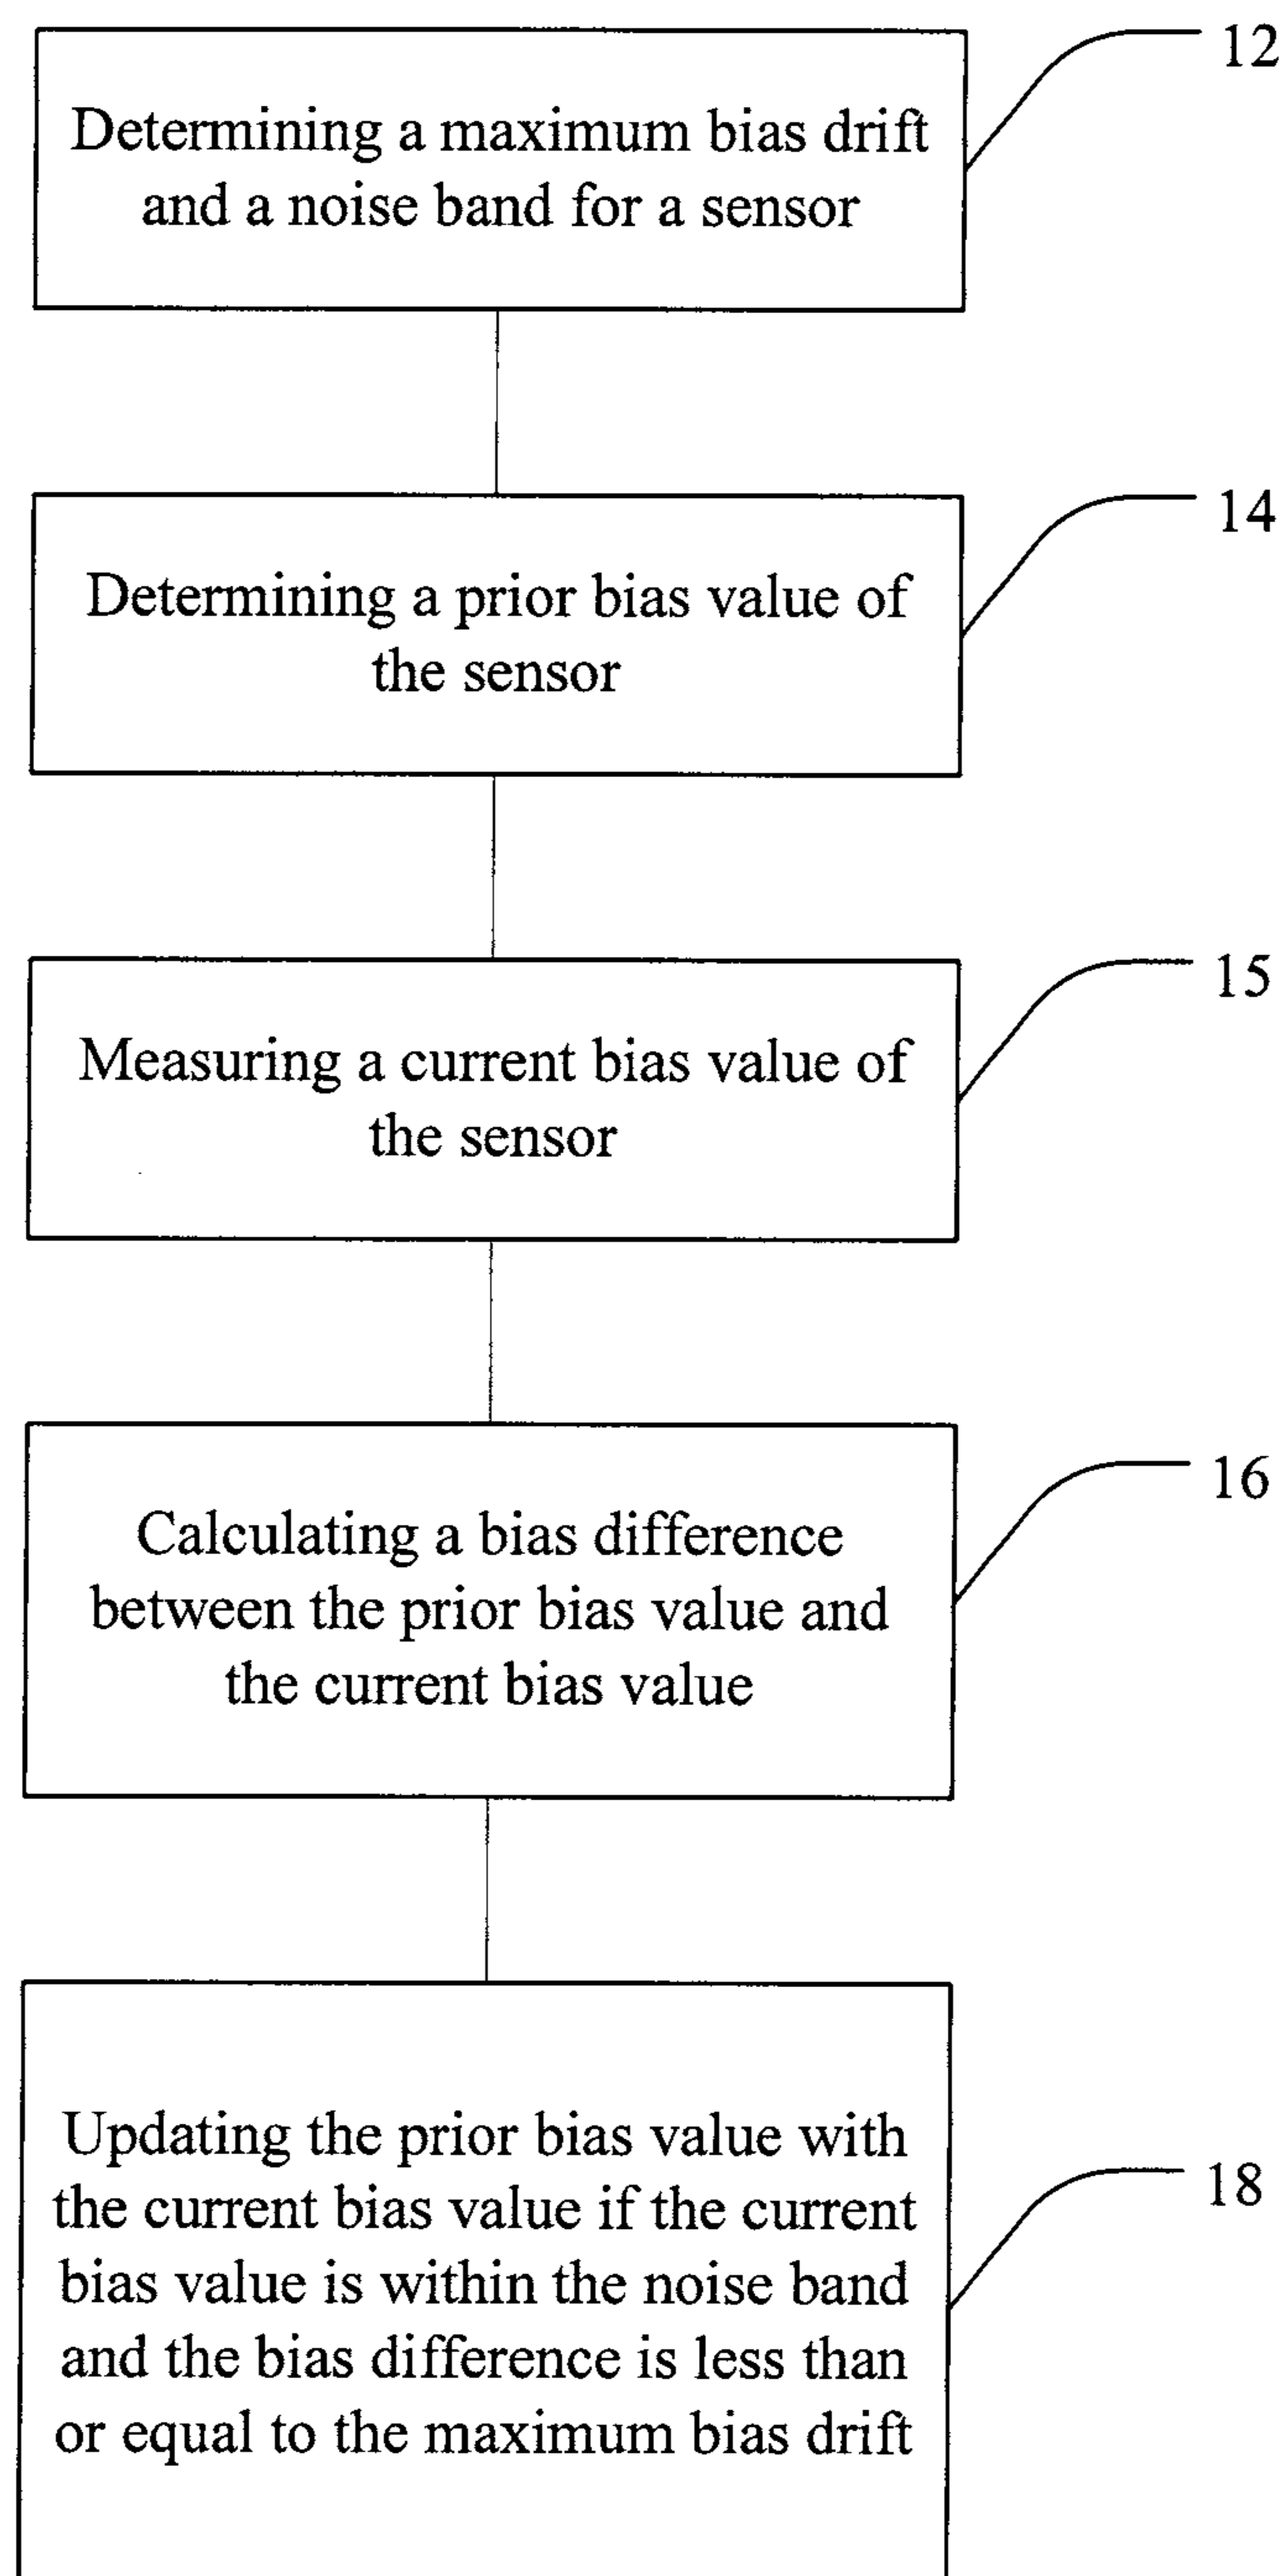 12
Determining a maximum bias drift
and a noise band for a sensor
14
Determining a prior bias value of
the sensor
15
Measuring a current bias value of
the sensor
16
Calculating a bias difference
between the prior bias value and
the current bias value
18
Updating the prior bias value with
the current bias value if the current
bias value is within the noise band
and the bias difference is less than
or equal to the maximum bias drift